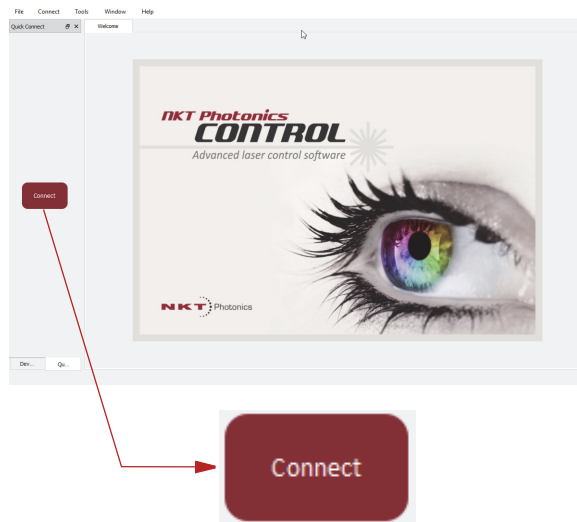 File Connect Tools Window Help
Quick Connect Welcome
NKT Photonics
CONTROL
Advanced laser control software
Connect
NKT Photonics
Dev... Qu...
Connect